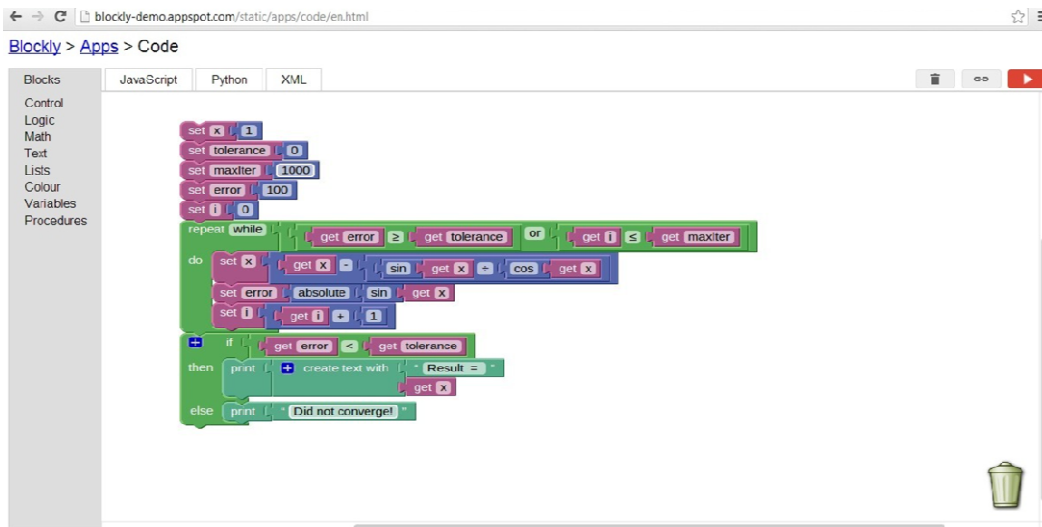 blockly-demo.appspot.com/static/apps/code/en.html
Blockly > Apps > Code
Blocks
JavaScript Python XML
Control
Logic
Math
Text
Lists
Colour
Variables
Procedures
set x 1
set tolerance 0
set maxIter 1000
set error 100
set i 0
repeat while get error ≥ get tolerance or get i ≤ get maxIter
do set x get x - sin get x ÷ cos get x
set error absolute sin get x
set i get i + 1
if get error < get tolerance
then print create text with " Result = "
get x
else print " Did not converge! "